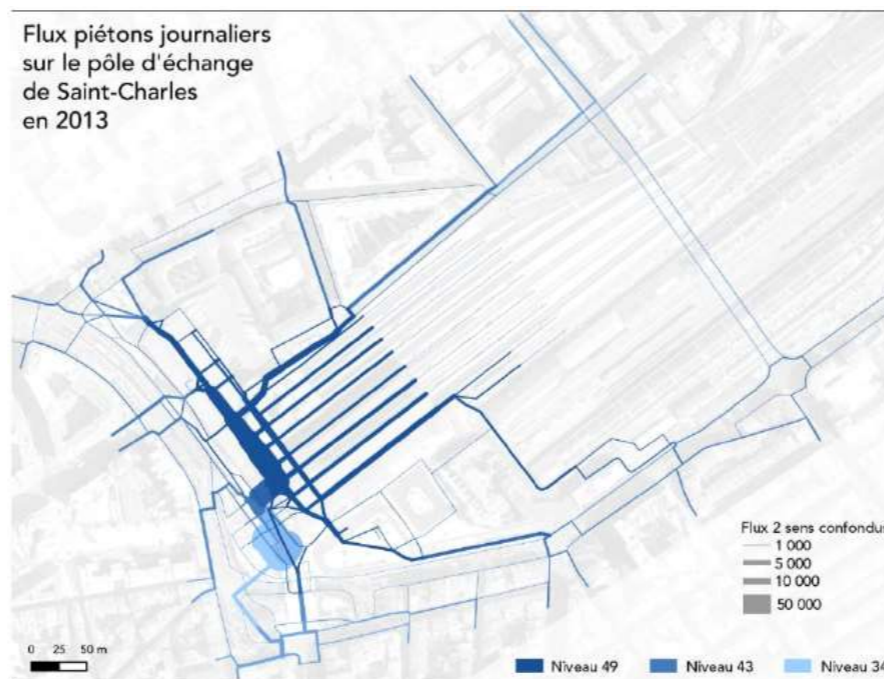 Flux piétons journaliers
sur le pôle d'échange
de Saint-Charles
en 2013
Flux 2 sens confondus
1 000
5 000
10 000
50 000
0 25 50 m
Niveau 49 Niveau 43 Niveau 34